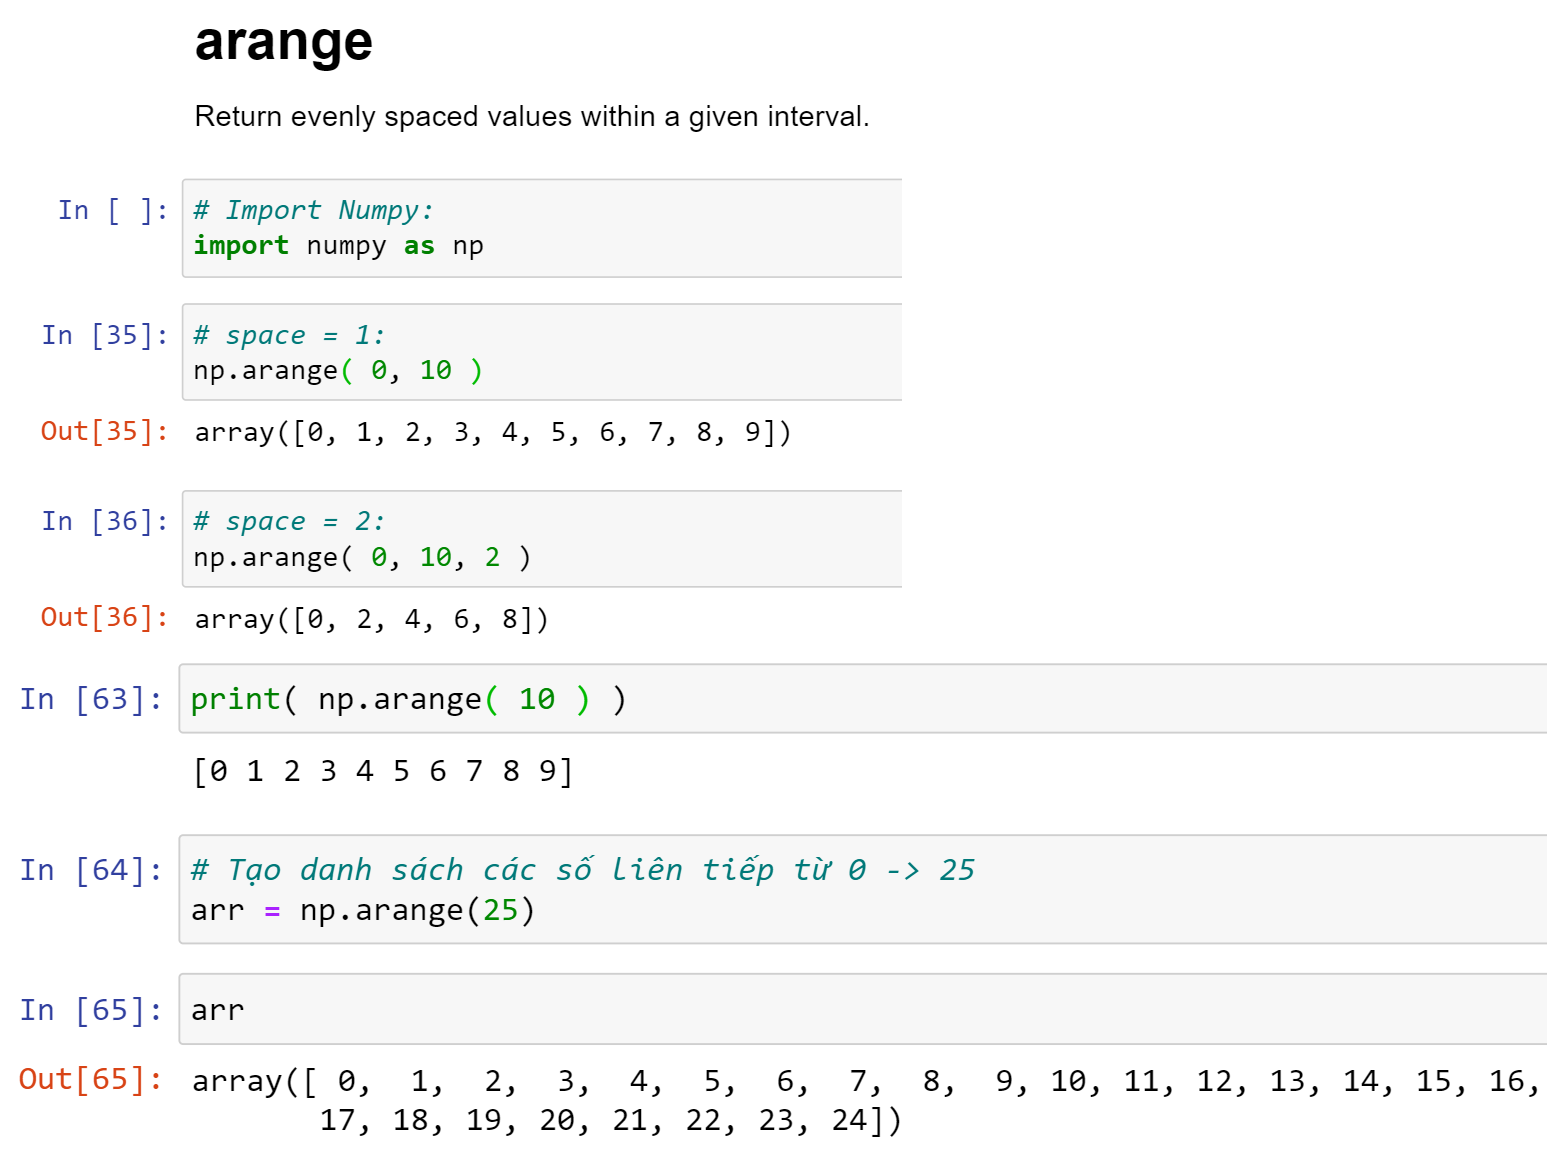 arange
Return evenly spaced values within a given interval.
In [ ]: # Import Numpy:
import numpy as np
In [35]: # space = 1:
np.arange( 0, 10 )
Out[35]: array([0, 1, 2, 3, 4, 5, 6, 7, 8, 9])
In [36]: # space = 2:
np.arange( 0, 10, 2 )
Out[36]: array([0, 2, 4, 6, 8])
In [63]: print( np.arange( 10 ) )
[0 1 2 3 4 5 6 7 8 9]
In [64]: # Tạo danh sách các số liên tiếp từ 0 -> 25
arr = np.arange(25)
In [65]: arr
Out[65]: array([ 0,  1,  2,  3,  4,  5,  6,  7,  8,  9, 10, 11, 12, 13, 14, 15, 16,
17, 18, 19, 20, 21, 22, 23, 24])